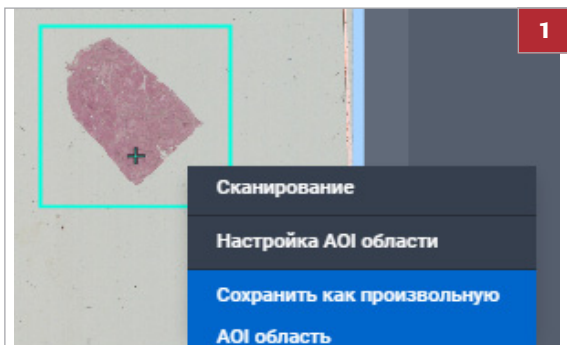 1
Сканирование
Настройка AOI области
Сохранить как произвольную
AOI область